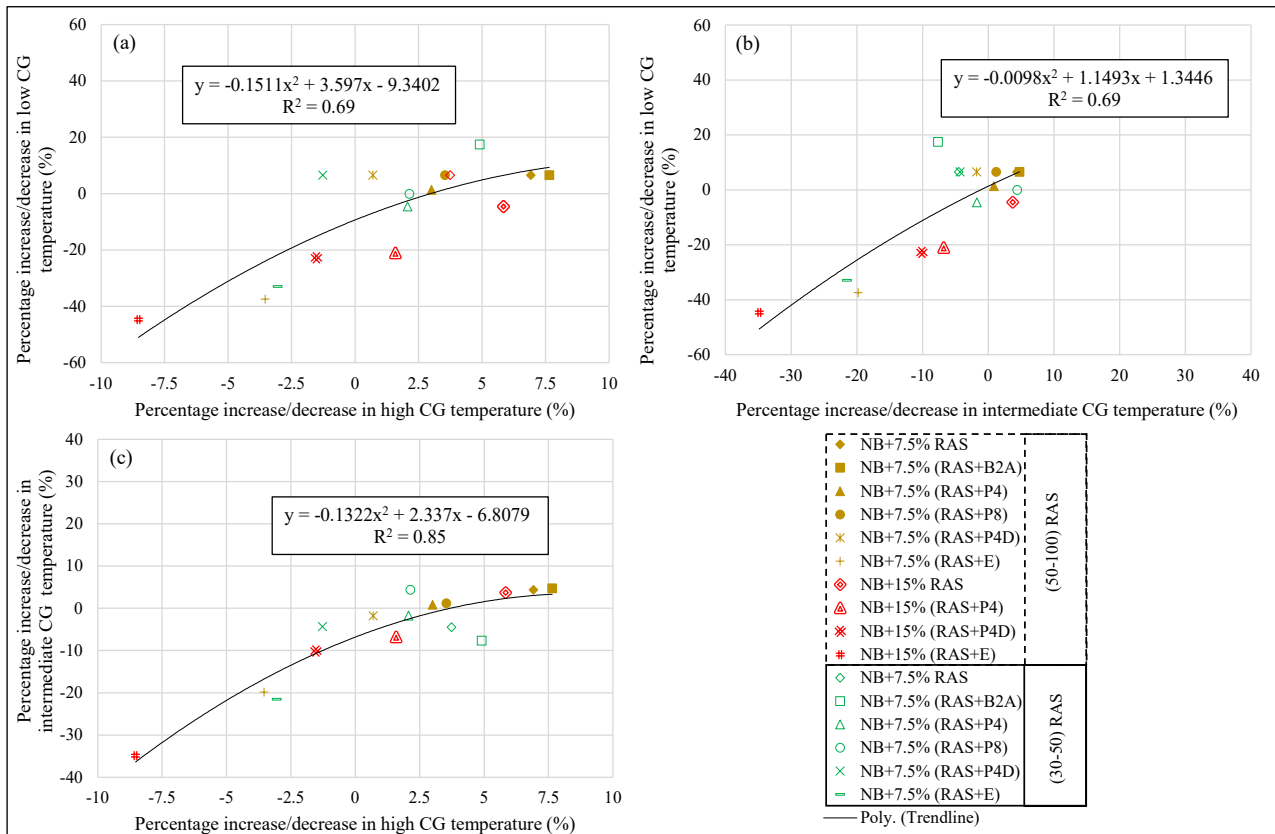 (a)
y = -0.1511x² + 3.597x - 9.3402
R² = 0.69
60
40
20
0
-20
-40
-60
-10
-7.5
-5
-2.5
0
2.5
5
7.5
10
Percentage increase/decrease in low CG
temperature (%)
Percentage increase/decrease in high CG temperature (%)
(b)
y = -0.0098x² + 1.1493x + 1.3446
R² = 0.69
60
40
20
0
-20
-40
-60
-40
-30
-20
-10
0
10
20
30
40
Percentage increase/decrease in low CG
temperature (%)
Percentage increase/decrease in intermediate CG temperature (%)
(c)
y = -0.1322x² + 2.337x - 6.8079
R² = 0.85
40
30
20
10
0
-10
-20
-30
-40
-10
-7.5
-5
-2.5
0
2.5
5
7.5
10
Percentage increase/decrease in
intermediate CG temperature (%)
Percentage increase/decrease in high CG temperature (%)
NB+7.5% RAS
NB+7.5% (RAS+B2A)
NB+7.5% (RAS+P4)
NB+7.5% (RAS+P8)
NB+7.5% (RAS+P4D)
NB+7.5% (RAS+E)
NB+15% RAS
NB+15% (RAS+P4)
NB+15% (RAS+P4D)
NB+15% (RAS+E)
(50-100) RAS
NB+7.5% RAS
NB+7.5% (RAS+B2A)
NB+7.5% (RAS+P4)
NB+7.5% (RAS+P8)
NB+7.5% (RAS+P4D)
NB+7.5% (RAS+E)
(30-50) RAS
Poly. (Trendline)